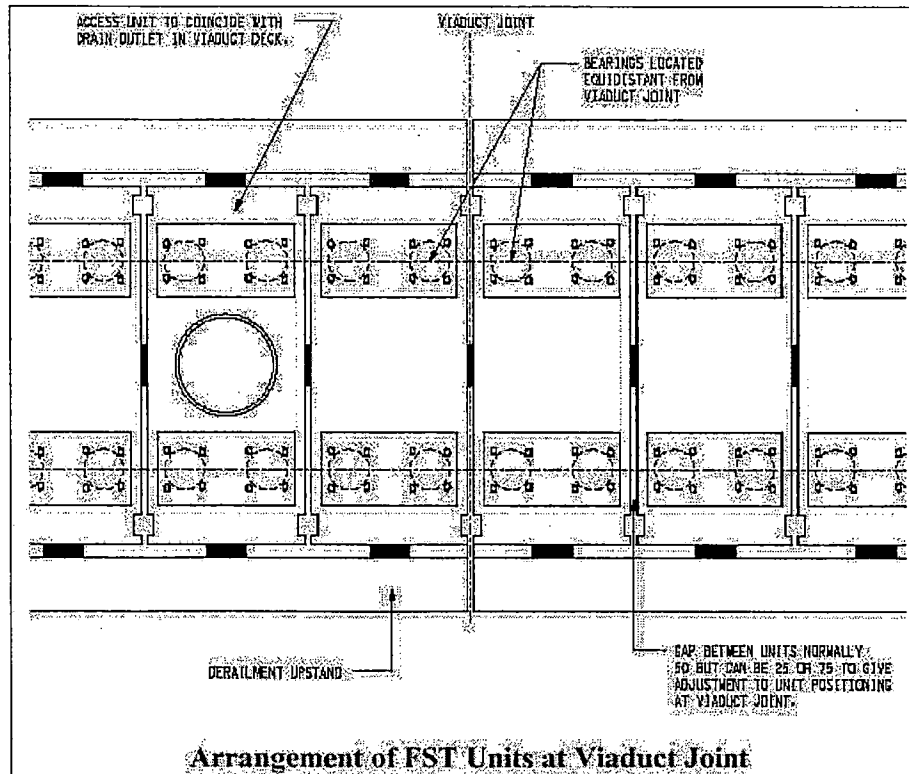 ACCESS UNIT TO COINCIDE WITH
DRAIN OUTLET IN VIADUCT DECK.
VIADUCT JOINT
BEARINGS LOCATED
EQUIDISTANT FROM
VIADUCT JOINT
DERAILMENT UPSTAND
GAP BETWEEN UNITS NORMALLY
50 BUT CAN BE 25 OR 75 TO GIVE
ADJUSTMENT TO UNIT POSITIONING
AT VIADUCT JOINT.
Arrangement of FST Units at Viaduct Joint